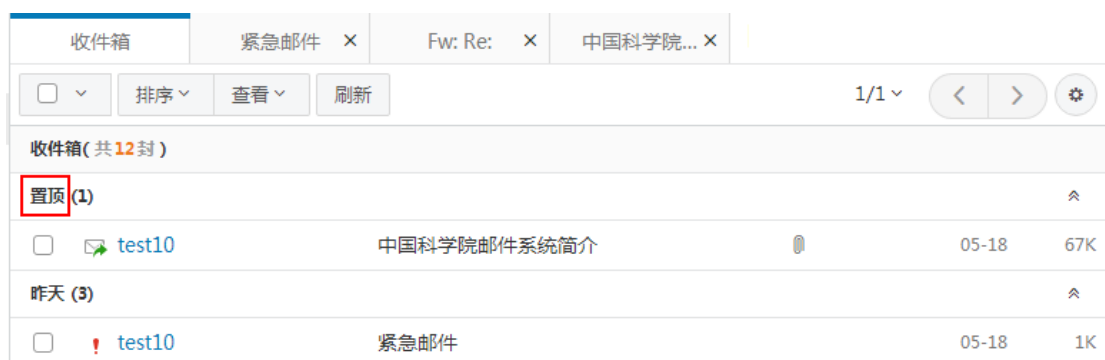 收件箱 紧急邮件 × Fw: Re: × 中国科学院... ×
排序 查看 刷新 1/1
收件箱( 共12封 )
置顶 (1)
test10 中国科学院邮件系统简介 05-18 67K
昨天 (3)
test10 紧急邮件 05-18 1K